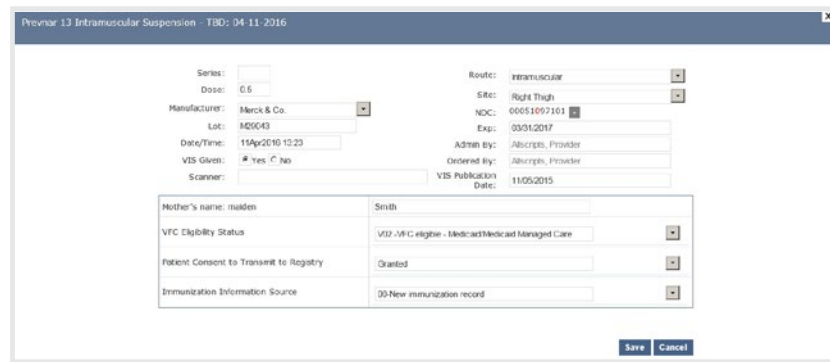 Prevnar 13 Intramuscular Suspension - TBD: 04-11-2016
X
Series:
Dose: 0.5
Manufacturer: Merck & Co.
Lot: M29043
Date/Time: 11Apr2016 13:23
VIS Given: Yes No
Scanner:
Route: Intramuscular
Site: Right Thigh
NDC: 00051097101
Exp: 03/31/2017
Admin By: Allscripts, Provider
Ordered By: Allscripts, Provider
VIS Publication
Date: 11/05/2015
Mother's name: maiden Smith
VFC Eligibility Status V02 -VFC eligible - Medicaid/Medicaid Managed Care
Patient Consent to Transmit to Registry Granted
Immunization Information Source 00-New immunization record
Save Cancel